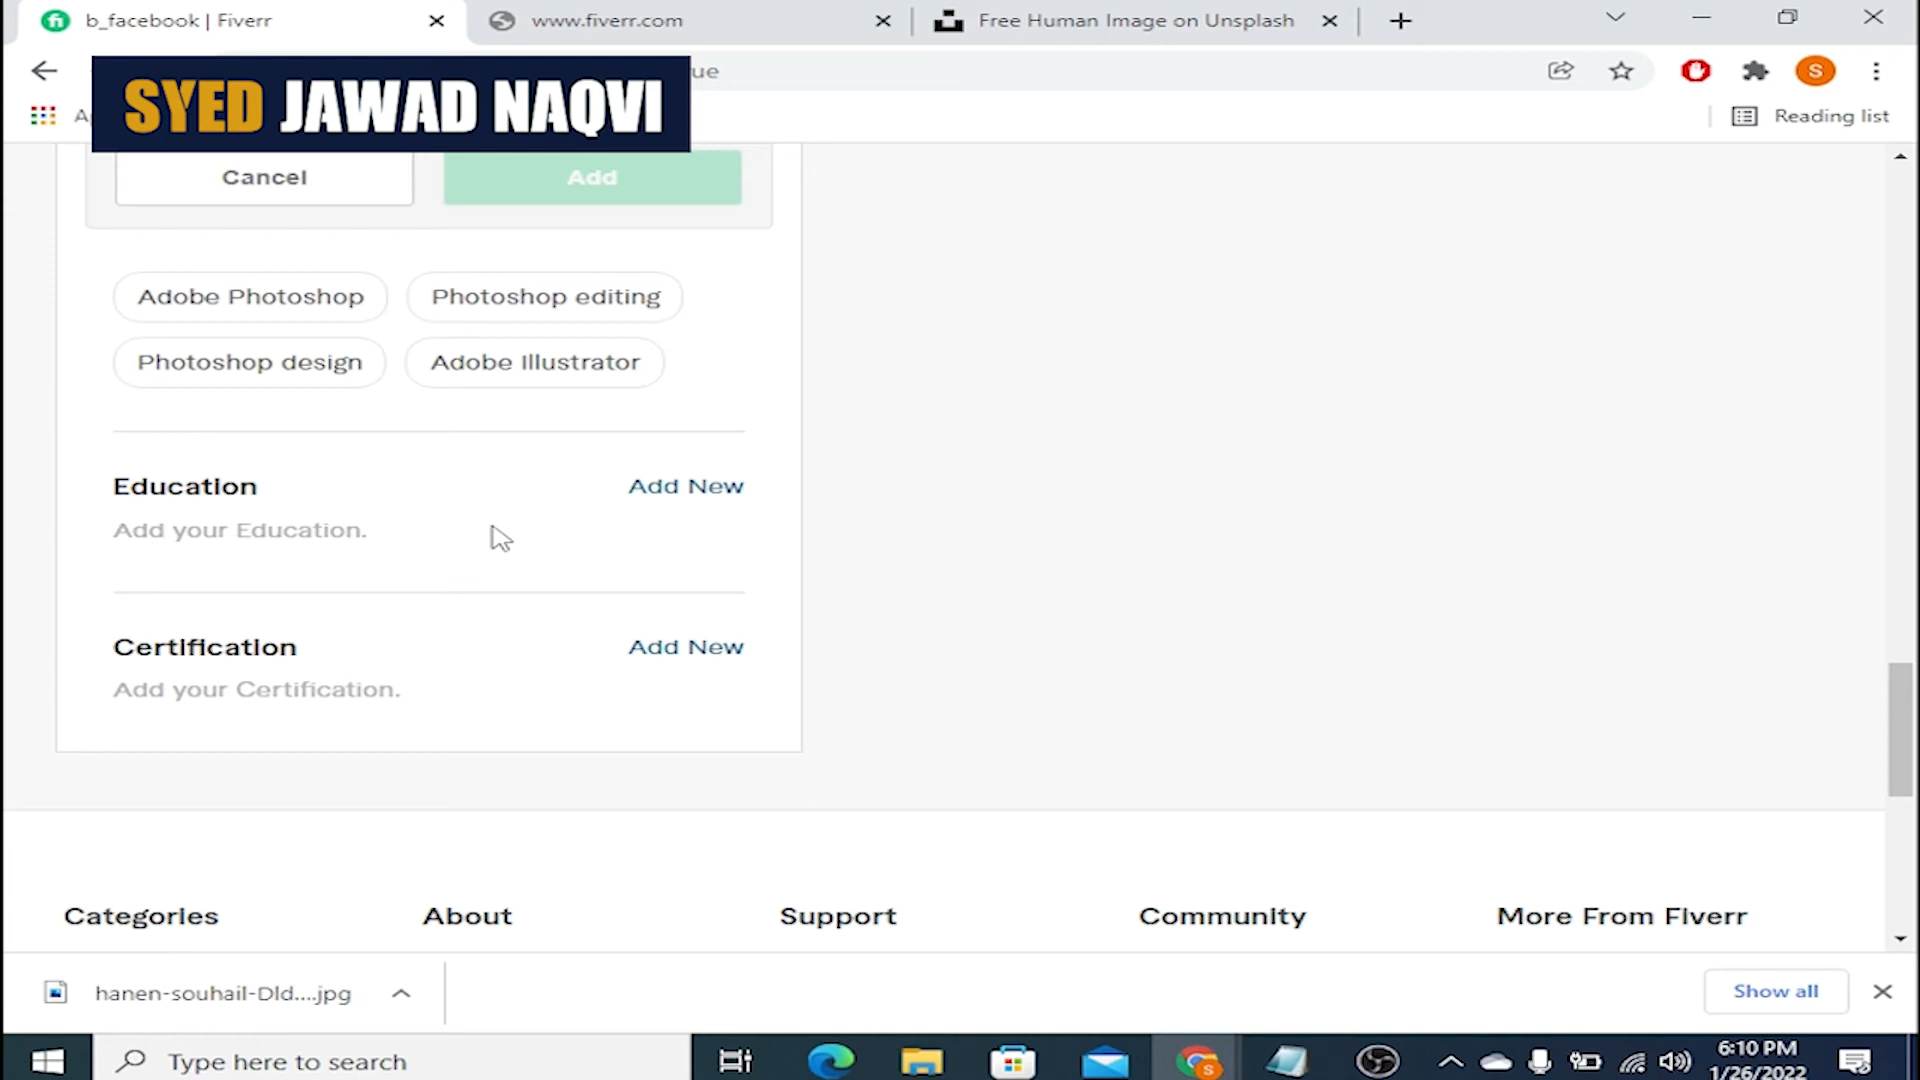 b_facebook | Fiverr
www.fiverr.com
Free Human Image on Unsplash
SYED JAWAD NAQVI
ue
S
Reading list
Cancel
Add
Adobe Photoshop
Photoshop editing
Photoshop design
Adobe Illustrator
Education
Add New
Add your Education.
Certification
Add New
Add your Certification.
Categories
About
Support
Community
More From Fiverr
hanen-souhail-Dld....jpg
Show all
Type here to search
6:10 PM
1/26/2022